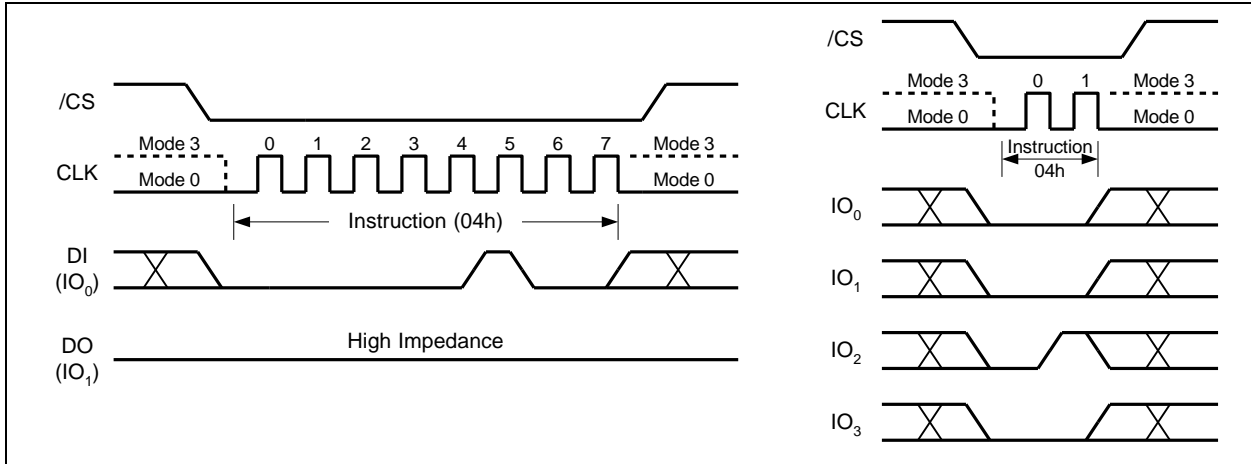 /CS
Mode 3 0 1 2 3 4 5 6 7 Mode 3
CLK
Mode 0 Mode 0
Instruction (04h)
DI
(IO0)
High Impedance
DO
(IO1)
/CS
Mode 3 0 1 Mode 3
CLK
Mode 0 Mode 0
Instruction
04h
IO0
IO1
IO2
IO3